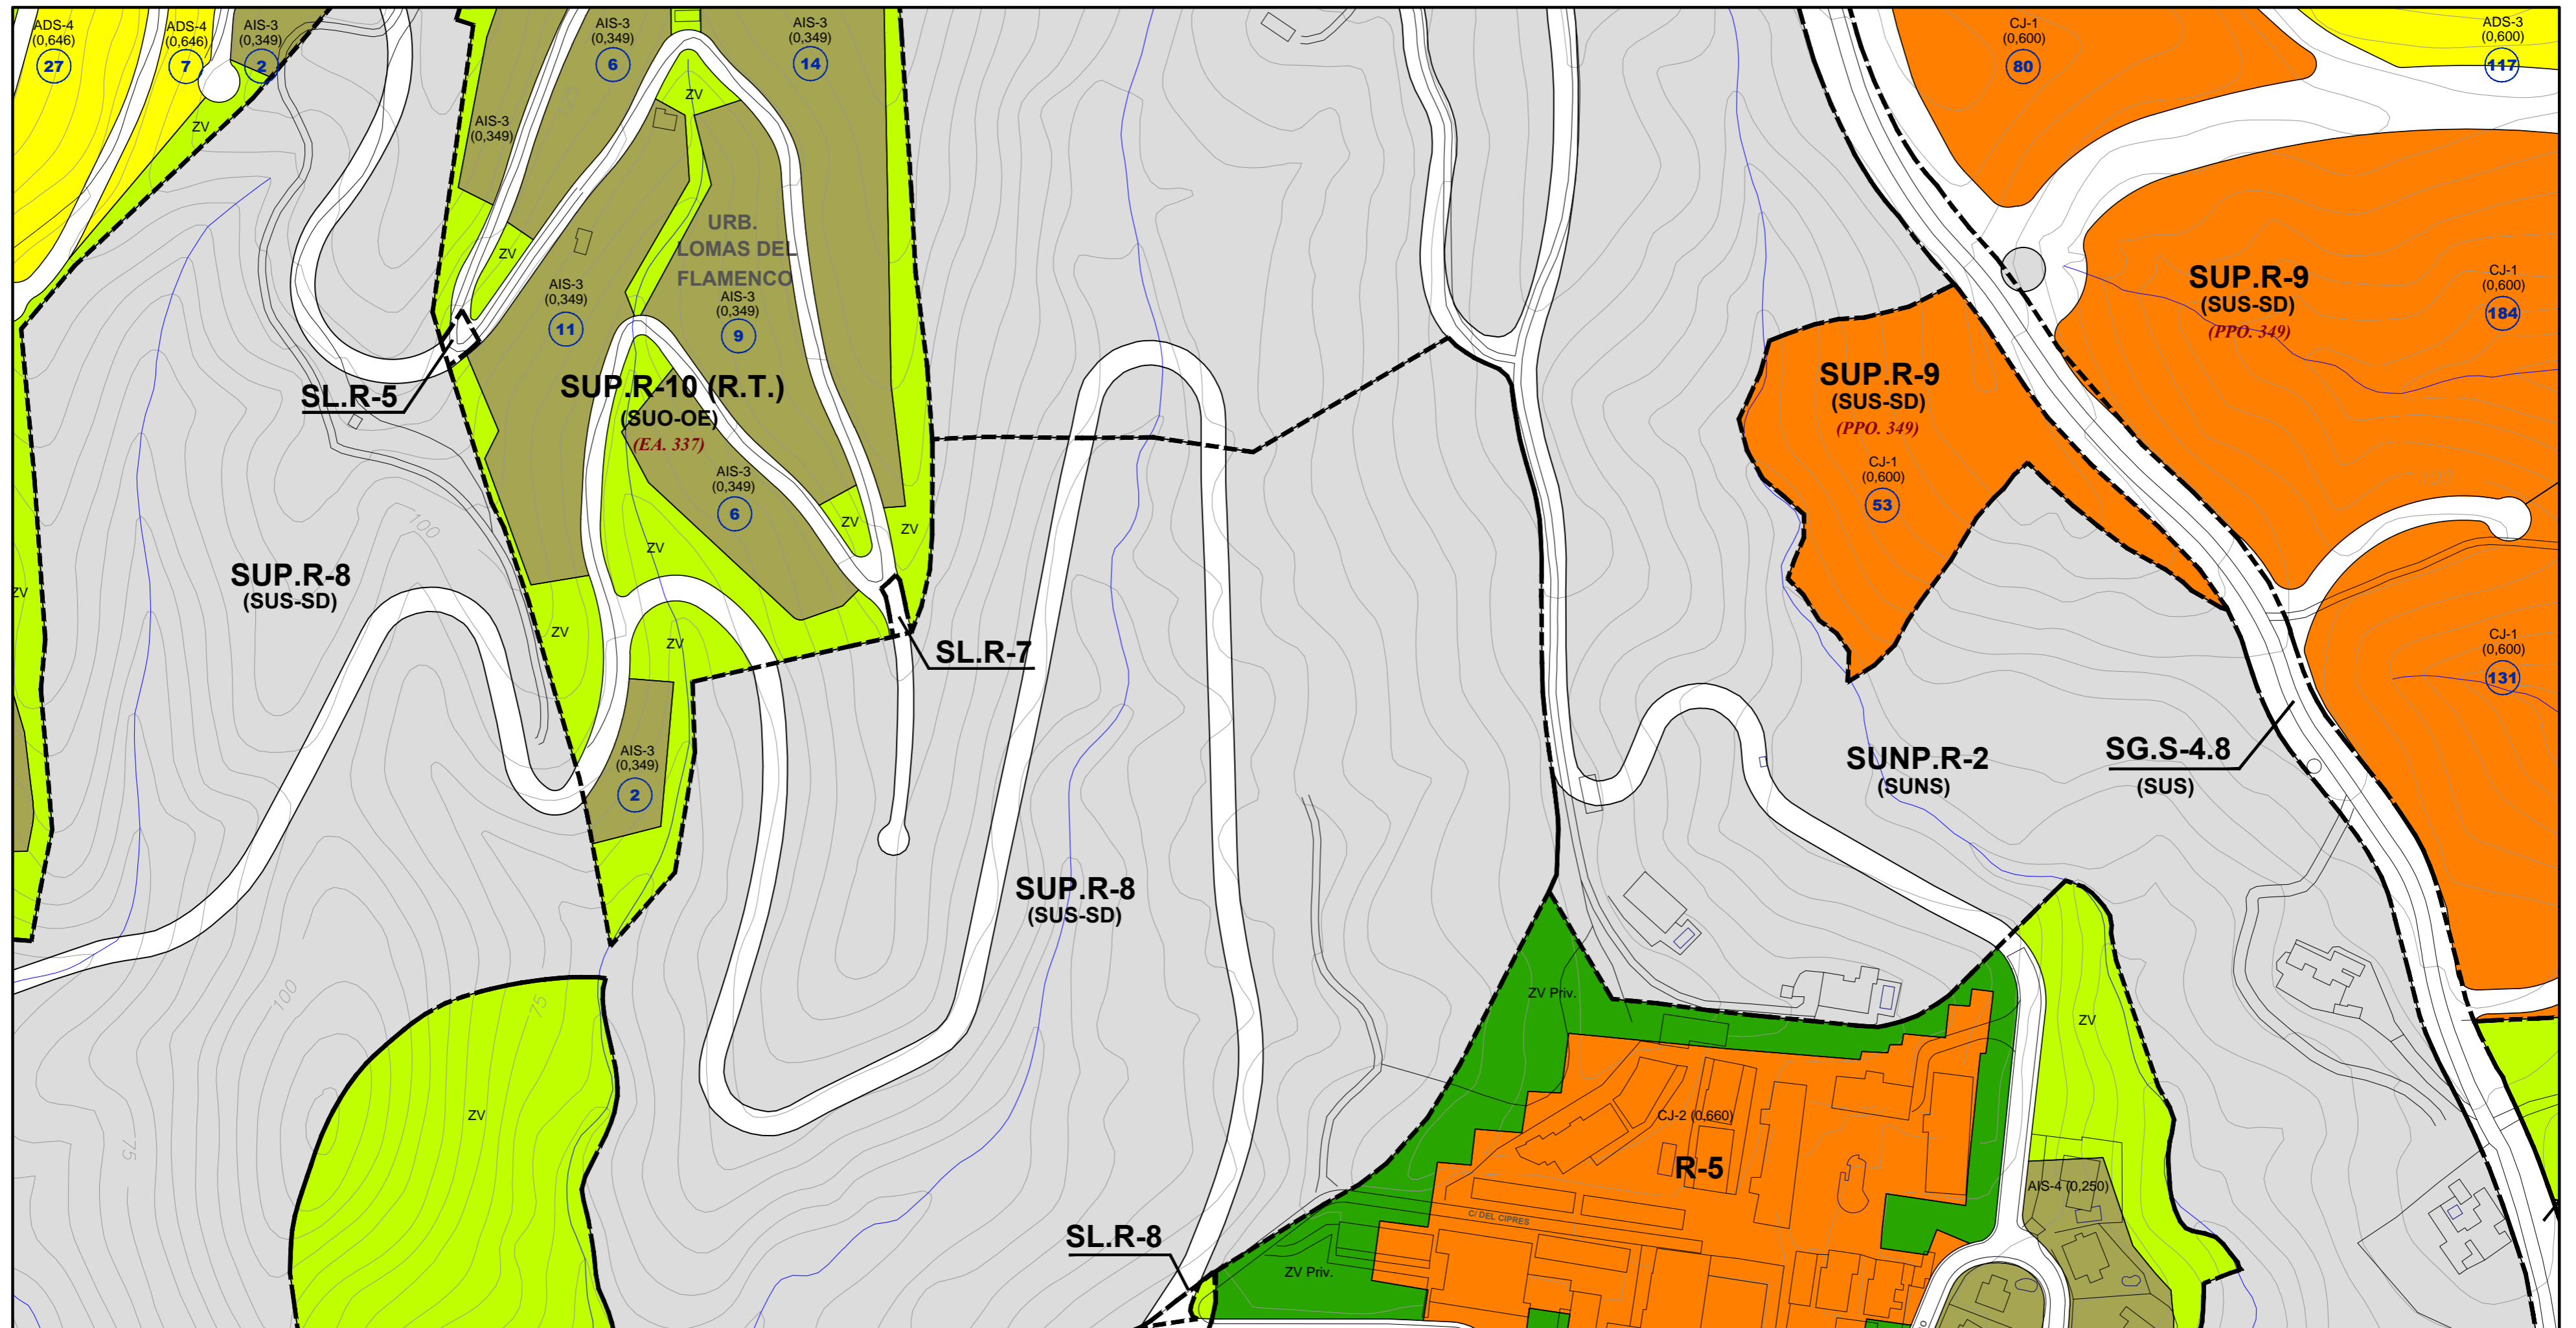 ADS-4
(0,646)
27
ADS-4
(0,646)
7
AIS-3
(0,349)
2
ZV
AIS-3
(0,349)
6
AIS-3
(0,349)
14
ZV
AIS-3
(0,349)
ZV
URB.
LOMAS DEL
FLAMENCO
AIS-3
(0,349)
11
AIS-3
(0,349)
9
SL.R-5
SUP.R-10 (R.T.)
(SUO-OE)
(EA. 337)
AIS-3
(0,349)
6
ZV
ZV
ZV
100
SUP.R-8
(SUS-SD)
ZV
ZV
ZV
SL.R-7
AIS-3
(0,349)
2
CJ-1
(0,600)
80
ADS-3
(0,600)
117
SUP.R-9
(SUS-SD)
(PPO. 349)
CJ-1
(0,600)
184
SUP.R-9
(SUS-SD)
(PPO. 349)
CJ-1
(0,600)
53
CJ-1
(0,600)
131
SUNP.R-2
(SUNS)
SG.S-4.8
(SUS)
SUP.R-8
(SUS-SD)
100
75
75
ZV
ZV Priv.
ZV
CJ-2 (0,660)
R-5
AIS-4 (0,250)
C/ DEL CIPRES
SL.R-8
ZV Priv.